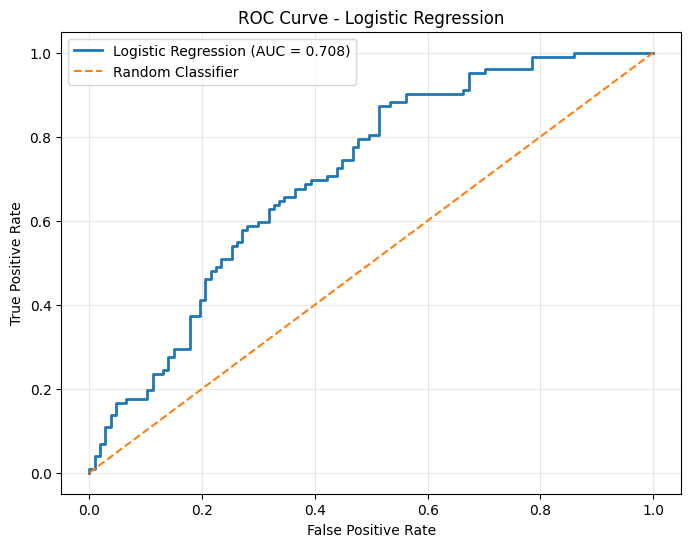 ROC Curve - Logistic Regression
Logistic Regression (AUC = 0.708)
Random Classifier
True Positive Rate
1.0
0.8
0.6
0.4
0.2
0.0
0.0 0.2 0.4 0.6 0.8 1.0
False Positive Rate